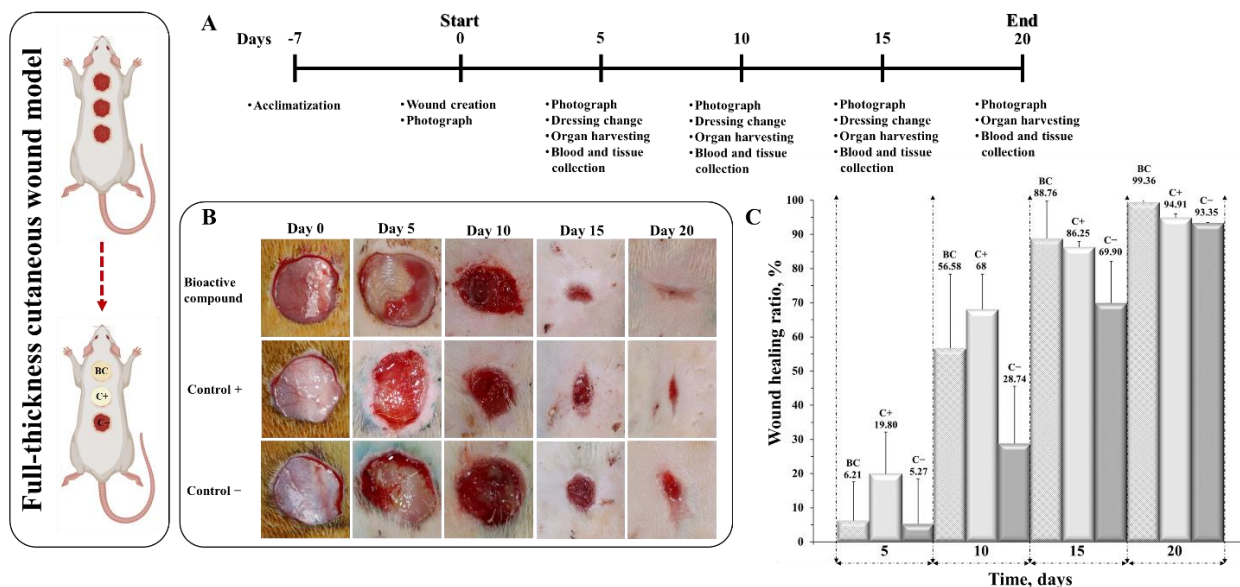 Full-thickness cutaneous wound model
BC
C+
C-
A
Start
End
Days
-7
0
5
10
15
20
•Acclimatization
•Wound creation
•Photograph
•Photograph
•Dressing change
•Organ harvesting
•Blood and tissue
collection
•Photograph
•Dressing change
•Organ harvesting
•Blood and tissue
collection
•Photograph
•Dressing change
•Organ harvesting
•Blood and tissue
collection
•Photograph
•Organ harvesting
•Blood and tissue
collection
B
Day 0
Day 5
Day 10
Day 15
Day 20
Bioactive
compound
Control +
Control −
C
Wound healing ratio, %
100
90
80
70
60
50
40
30
20
10
0
BC
6.21
C+
19.80
C−
5.27
BC
56.58
C+
68
C−
28.74
BC
88.76
C+
86.25
C−
69.90
BC
99.36
C+
94.91
C−
93.35
5
10
15
20
Time, days